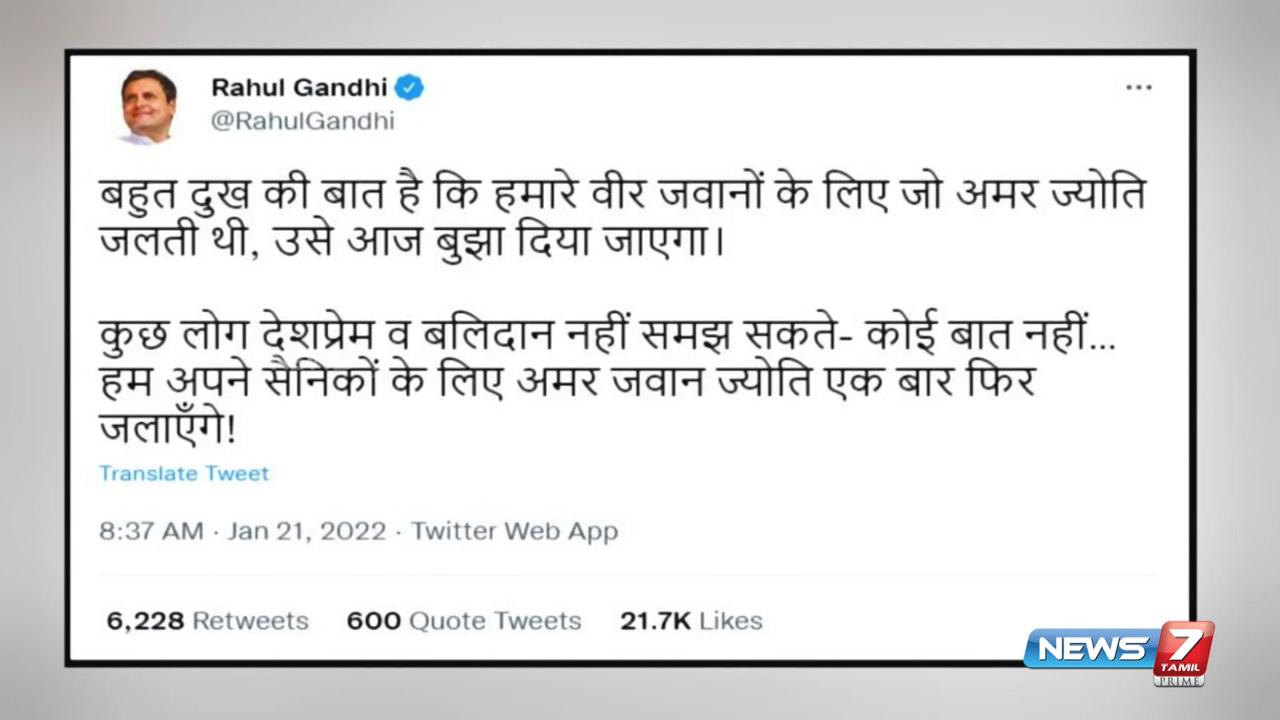 Rahul Gandhi
@RahulGandhi
बहुत दुख की बात है कि हमारे वीर जवानों के लिए जो अमर ज्योति
जलती थी, उसे आज बुझा दिया जाएगा।
कुछ लोग देशप्रेम व बलिदान नहीं समझ सकते- कोई बात नहीं...
हम अपने सैनिकों के लिए अमर जवान ज्योति एक बार फिर
जलाएँगे!
Translate Tweet
8:37 AM · Jan 21, 2022 · Twitter Web App
6,228 Retweets 600 Quote Tweets 21.7K Likes
NEWS 7
TAMIL
PRIME